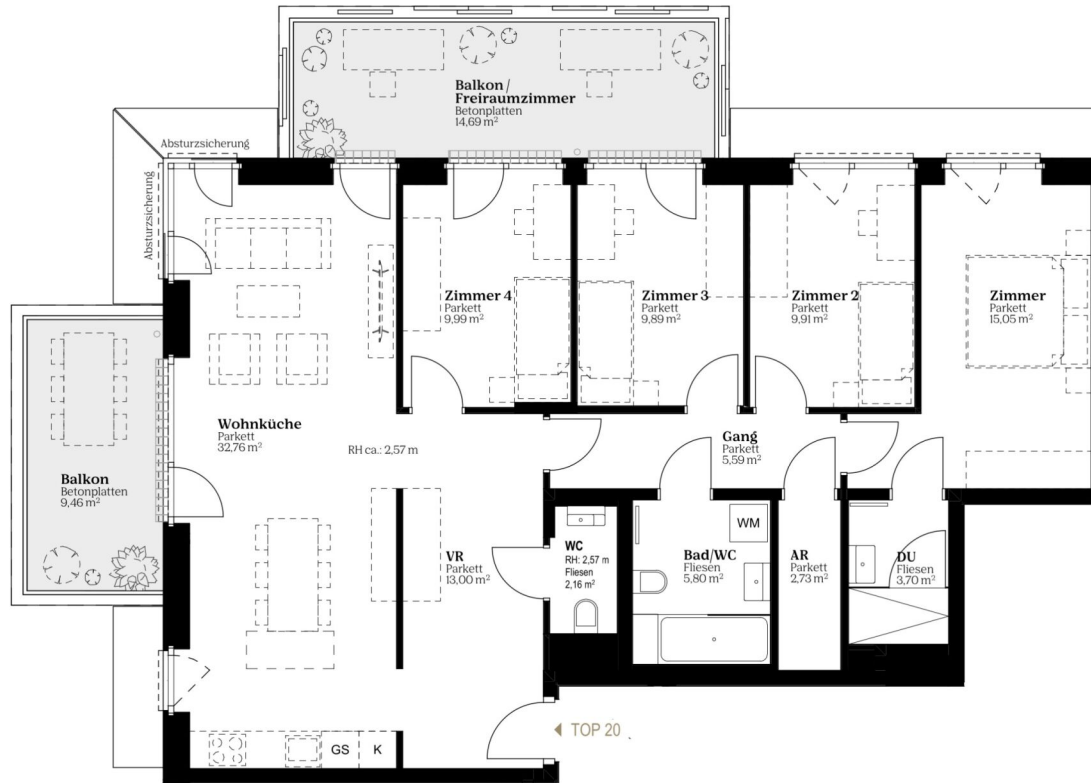 Balkon/
Freiraumzimmer
Betonplatten
14,69 m²
Absturzsicherung
Absturzsicherung
Zimmer 4
Parkett
9,99 m²
Zimmer 3
Parkett
9,89 m²
Zimmer 2
Parkett
9,91 m²
Zimmer
Parkett
15,05 m²
Wohnküche
Parkett
32,76 m²
RH ca.: 2,57 m
Gang
Parkett
5,59 m²
Balkon
Betonplatten
9,46 m²
VR
Parkett
13,00 m²
WC
RH: 2,57 m
Fliesen
2,16 m²
Bad/WC
Fliesen
5,80 m²
WM
AR
Parkett
2,73 m²
DU
Fliesen
3,70 m²
TOP 20
GS
K